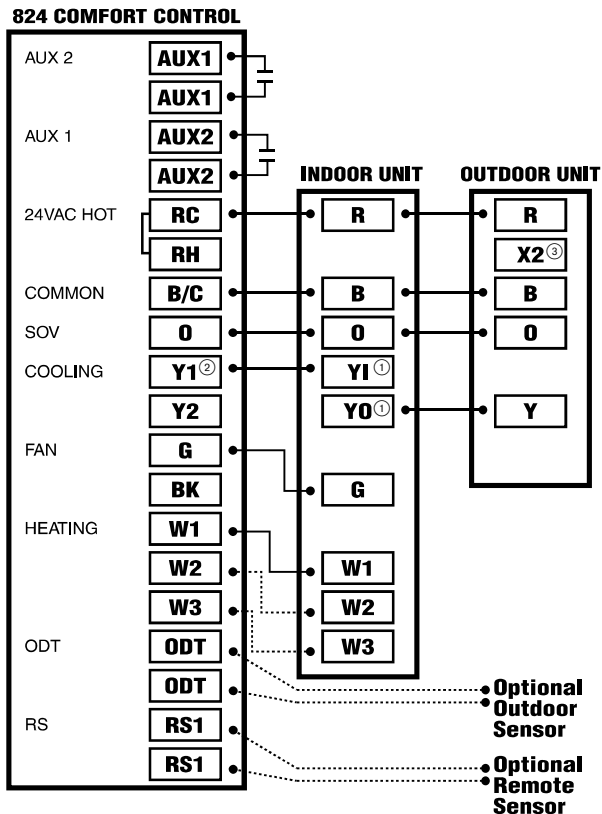 824 COMFORT CONTROL
AUX 2 AUX1
AUX1
AUX 1 AUX2
AUX2
INDOOR UNIT OUTDOOR UNIT
24VAC HOT RC R R
RH X2③
COMMON B/C B B
SOV O O O
COOLING Y1② YI①
Y2 YO① Y
FAN G
BK G
HEATING W1
W2 W1
W3 W2
ODT ODT W3
ODT
Optional
Outdoor
Sensor
RS RS1
RS1
Optional
Remote
Sensor